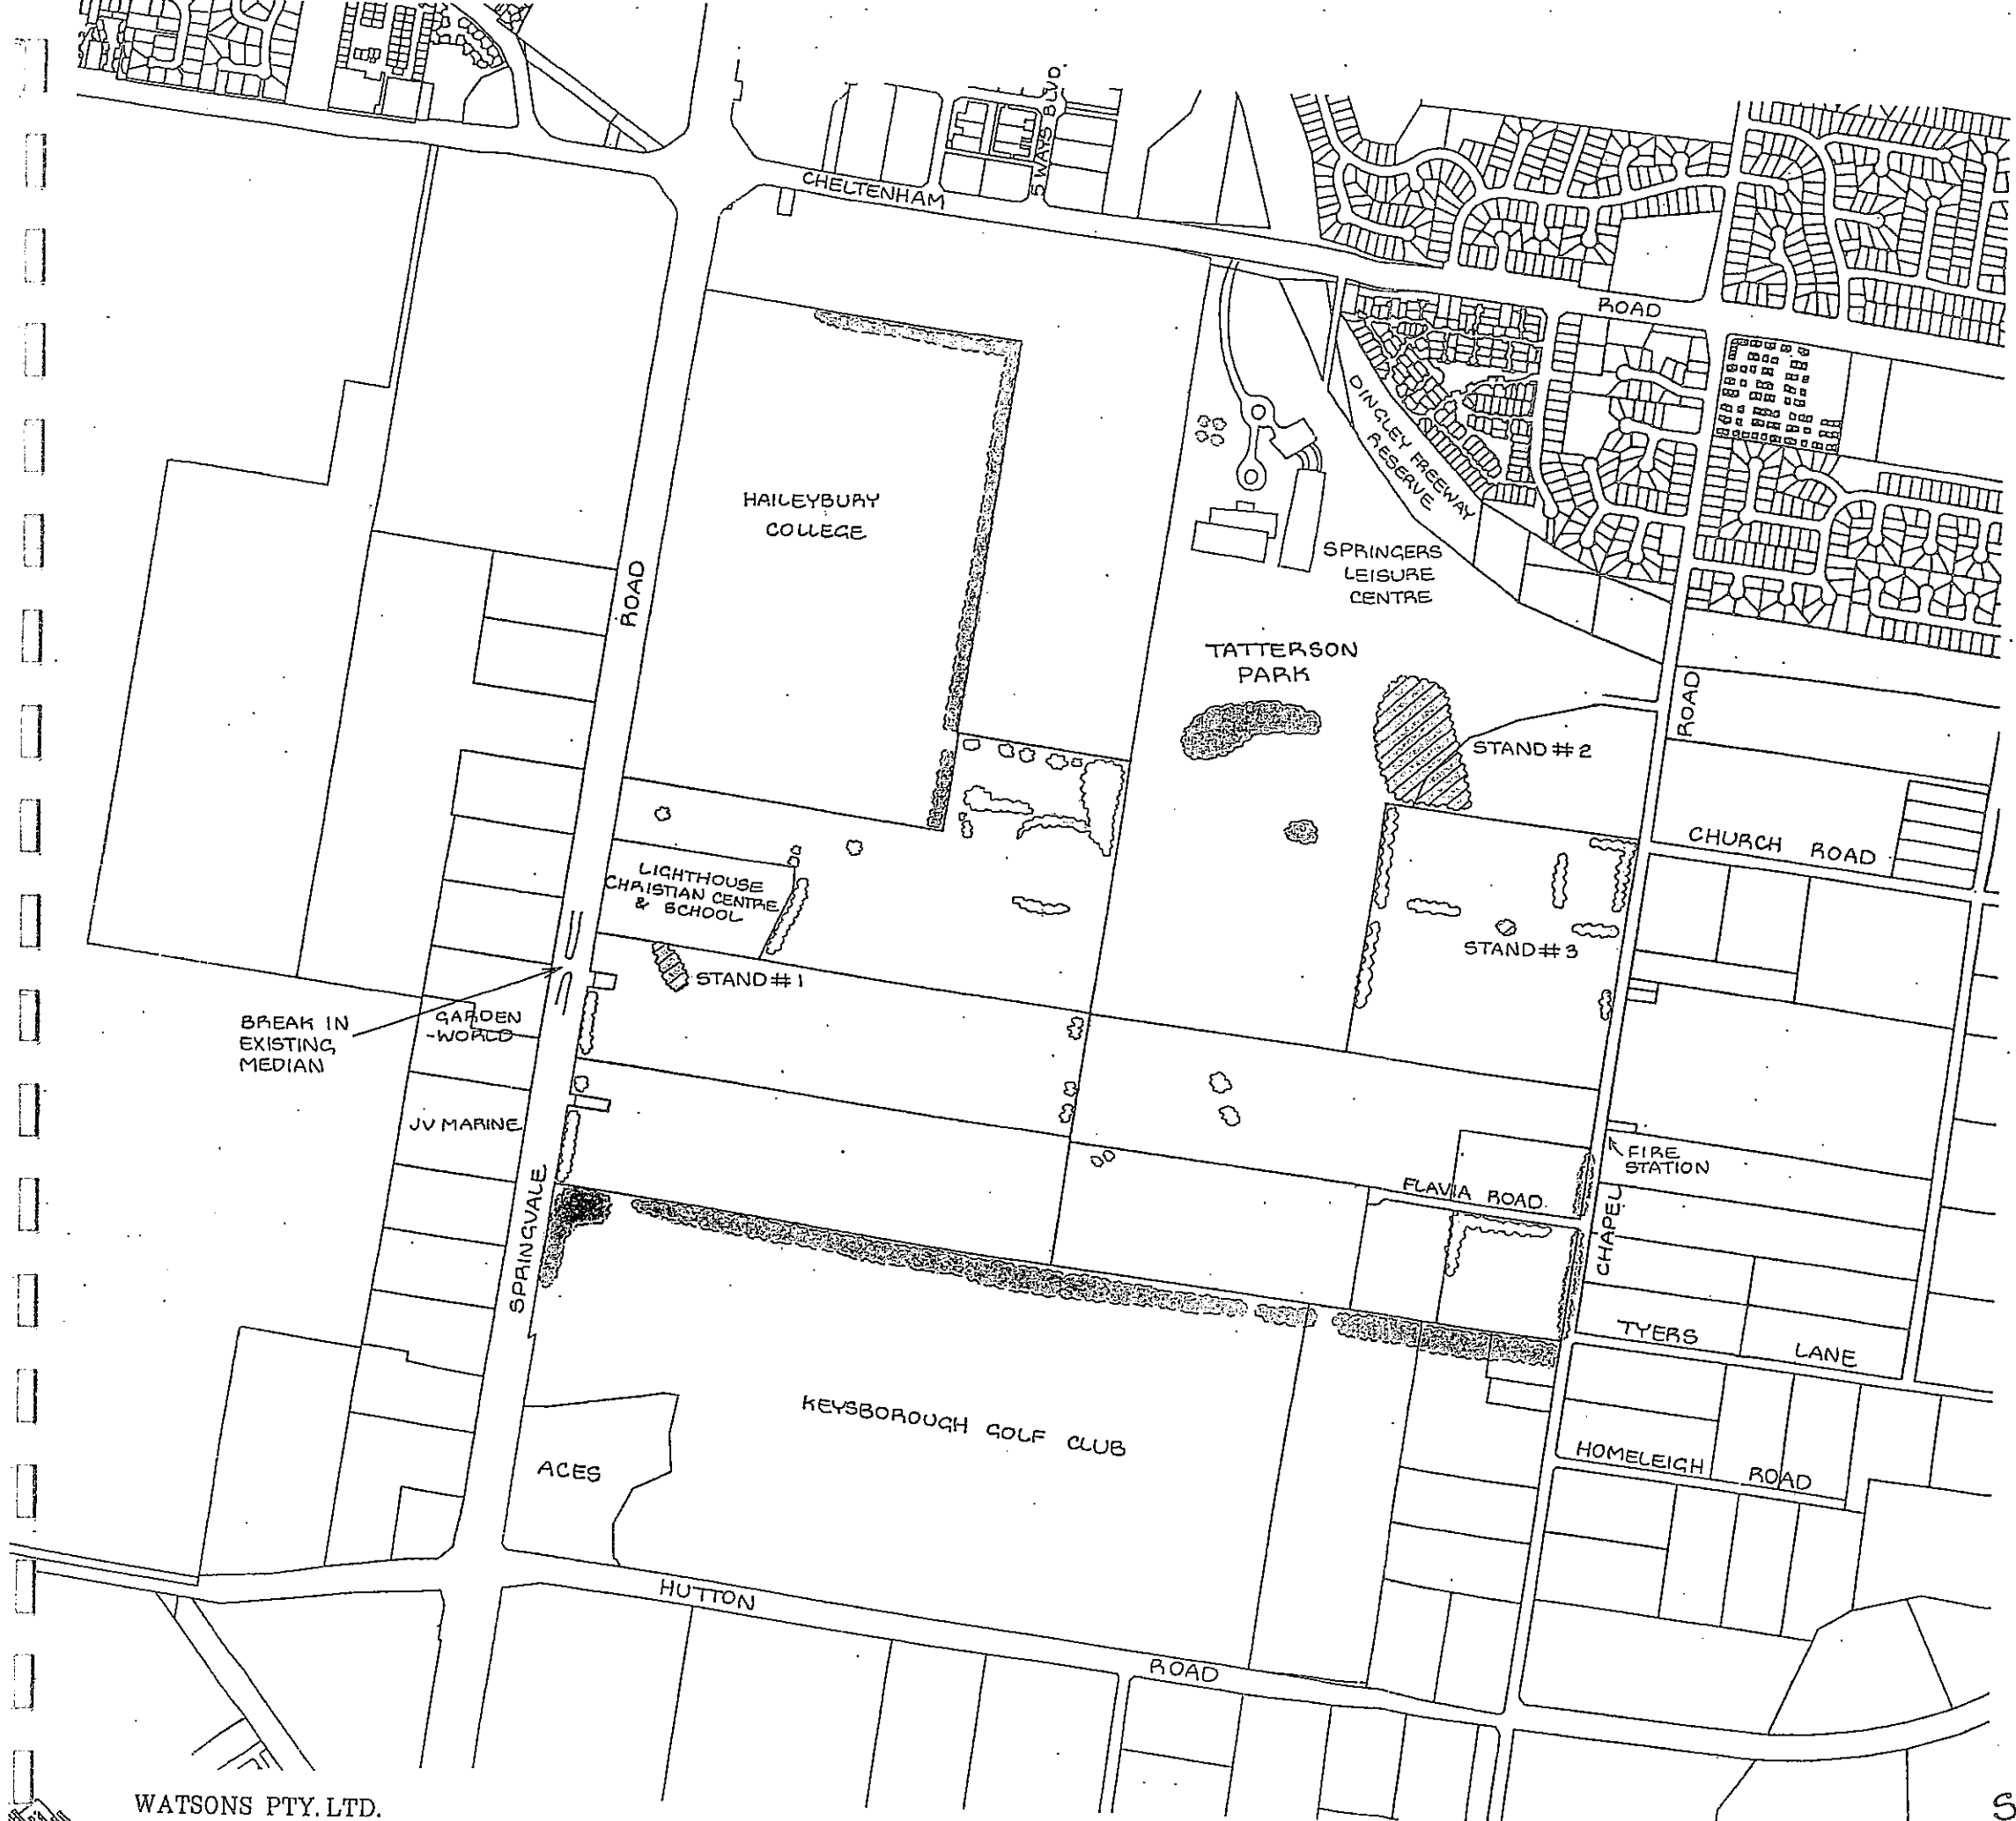 5 WAYS BLVD.
CHELTENHAM
ROAD
DINGLEY FREEWAY
RESERVE
HAILEYBURY
COLLEGE
SPRINGERS
LEISURE
CENTRE
ROAD
TATTERSON
PARK
ROAD
STAND #2
CHURCH ROAD
LIGHTHOUSE
CHRISTIAN CENTRE
& SCHOOL
STAND #3
STAND #1
BREAK IN
EXISTING
MEDIAN
GARDEN
-WORLD
JV MARINE
FIRE
STATION
FLAVIA ROAD
CHAPEL
SPRINGVALE
TYERS LANE
KEYSBOROUGH GOLF CLUB
ACES
HOMELEIGH ROAD
HUTTON
ROAD
WATSONS PTY. LTD.
S